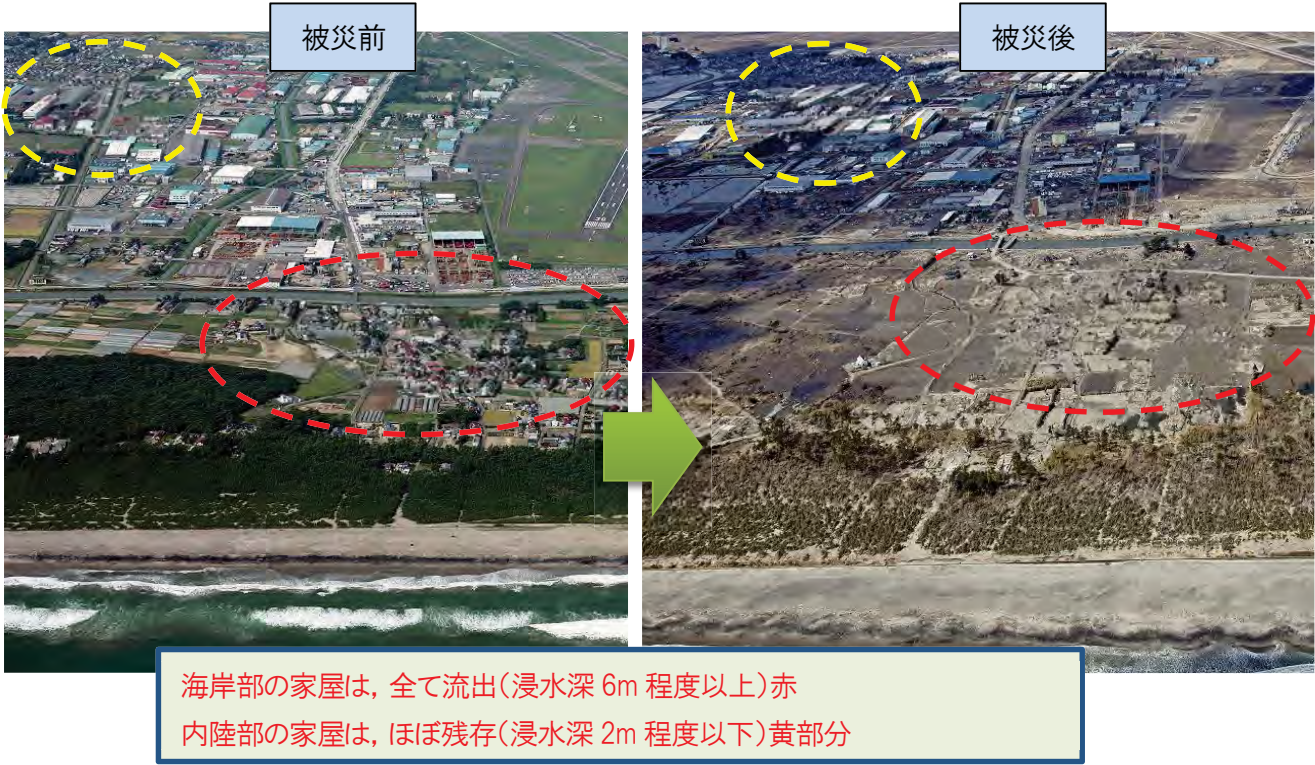 被災前
被災後
海岸部の家屋は, 全て流出(浸水深 6m 程度以上)赤
内陸部の家屋は, ほぼ残存(浸水深 2m 程度以下)黄部分